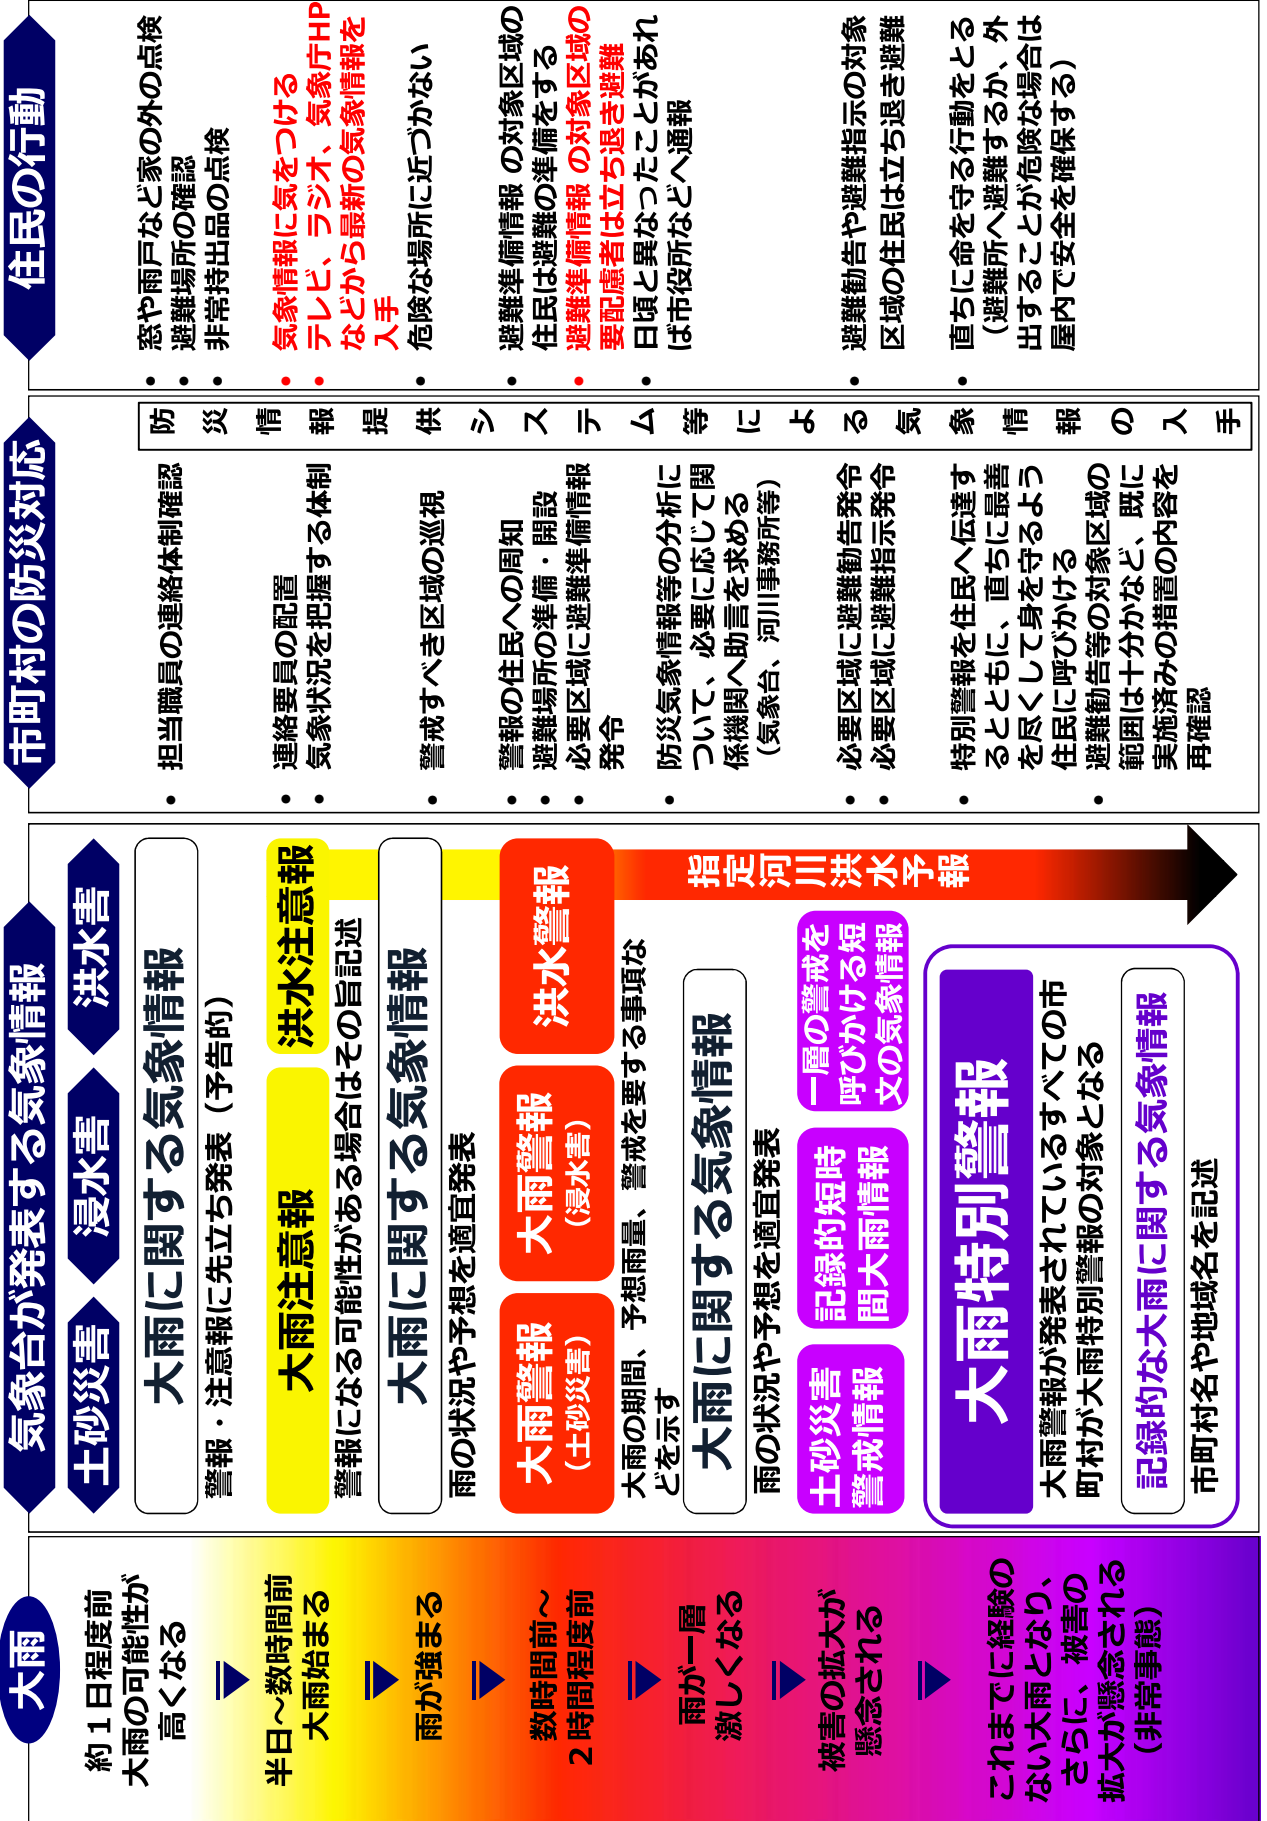 大雨
約１日程度前
大雨の可能性が
高くなる
半日～数時間前
大雨始まる
雨が強まる
数時間前～
２時間程度前
雨が一層
激しくなる
被害の拡大が
懸念される
これまでに経験の
ない大雨となり、
さらに、被害の
拡大が懸念される
（非常事態）
気象台が発表する気象情報
土砂災害
浸水害
洪水害
大雨に関する気象情報
警報・注意報に先立ち発表（予告的）
大雨注意報
洪水注意報
警報になる可能性がある場合はその旨記述
大雨に関する気象情報
雨の状況や予想を適宜発表
大雨警報
（土砂災害）
大雨警報
（浸水害）
洪水警報
大雨の期間、予想雨量、警戒を要する事項な
どを示す
大雨に関する気象情報
雨の状況や予想を適宜発表
指定河川洪水予報
土砂災害
警戒情報
記録的短時
間大雨情報
一層の警戒を
呼びかける短
文の気象情報
大雨特別警報
大雨警報が発表されているすべての市
町村が大雨特別警報の対象となる
記録的な大雨に関する気象情報
市町村名や地域名を記述
市町村の防災対応
• 担当職員の連絡体制確認
• 連絡要員の配置
• 気象状況を把握する体制
• 警戒すべき区域の巡視
• 警報の住民への周知
• 避難場所の準備・開設
• 必要区域に避難準備情報
発令
• 防災気象情報等の分析に
ついて、必要に応じて関
係機関へ助言を求める
（気象台、河川事務所等）
• 必要区域に避難勧告発令
• 必要区域に避難指示発令
• 特別警報を住民へ伝達す
るとともに、直ちに最善
を尽くして身を守るよう
住民に呼びかける
• 避難勧告等の対象区域の
範囲は十分かなど、既に
実施済みの措置の内容を
再確認
防災情報提供システム等による気象情報の入手
住民の行動
• 窓や雨戸など家の外の点検
• 避難場所の確認
• 非常持出品の点検
• 気象情報に気をつける
• テレビ、ラジオ、気象庁HP
などから最新の気象情報を
入手
• 危険な場所に近づかない
• 避難準備情報 の対象区域の
住民は避難の準備をする
• 避難準備情報 の対象区域の
要配慮者は立ち退き避難
• 日頃と異なったことがあれ
ば市役所などへ通報
• 避難勧告や避難指示の対象
区域の住民は立ち退き避難
• 直ちに命を守る行動をとる
（避難所へ避難するか、外
出することが危険な場合は
屋内で安全を確保する）